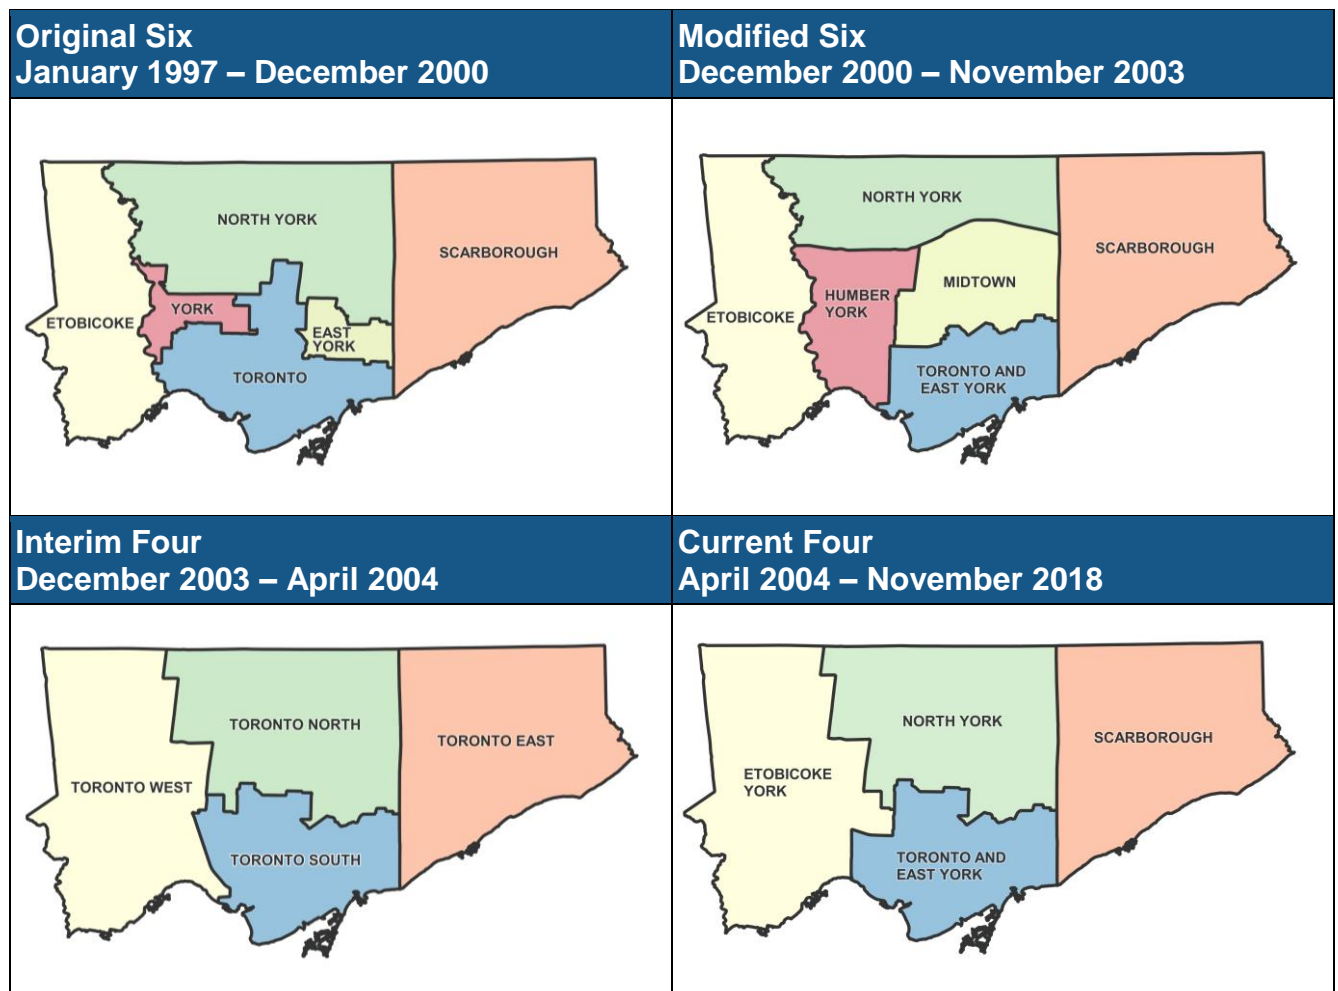 Original Six
January 1997 – December 2000
NORTH YORK
SCARBOROUGH
YORK
ETOBICOKE
EAST
YORK
TORONTO
Modified Six
December 2000 – November 2003
NORTH YORK
SCARBOROUGH
MIDTOWN
HUMBER
YORK
ETOBICOKE
TORONTO AND
EAST YORK
Interim Four
December 2003 – April 2004
TORONTO NORTH
TORONTO EAST
TORONTO WEST
TORONTO SOUTH
Current Four
April 2004 – November 2018
NORTH YORK
SCARBOROUGH
ETOBICOKE
YORK
TORONTO AND
EAST YORK